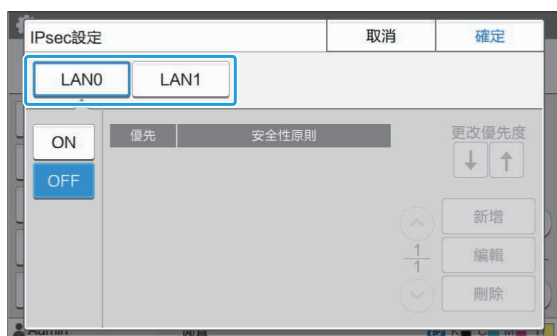 IPsec設定 取消 確定
LAN0 LAN1
ON 優先 安全性原則 更改優先度
OFF ↓ ↑
新增
1
1
編輯
刪除
Admin